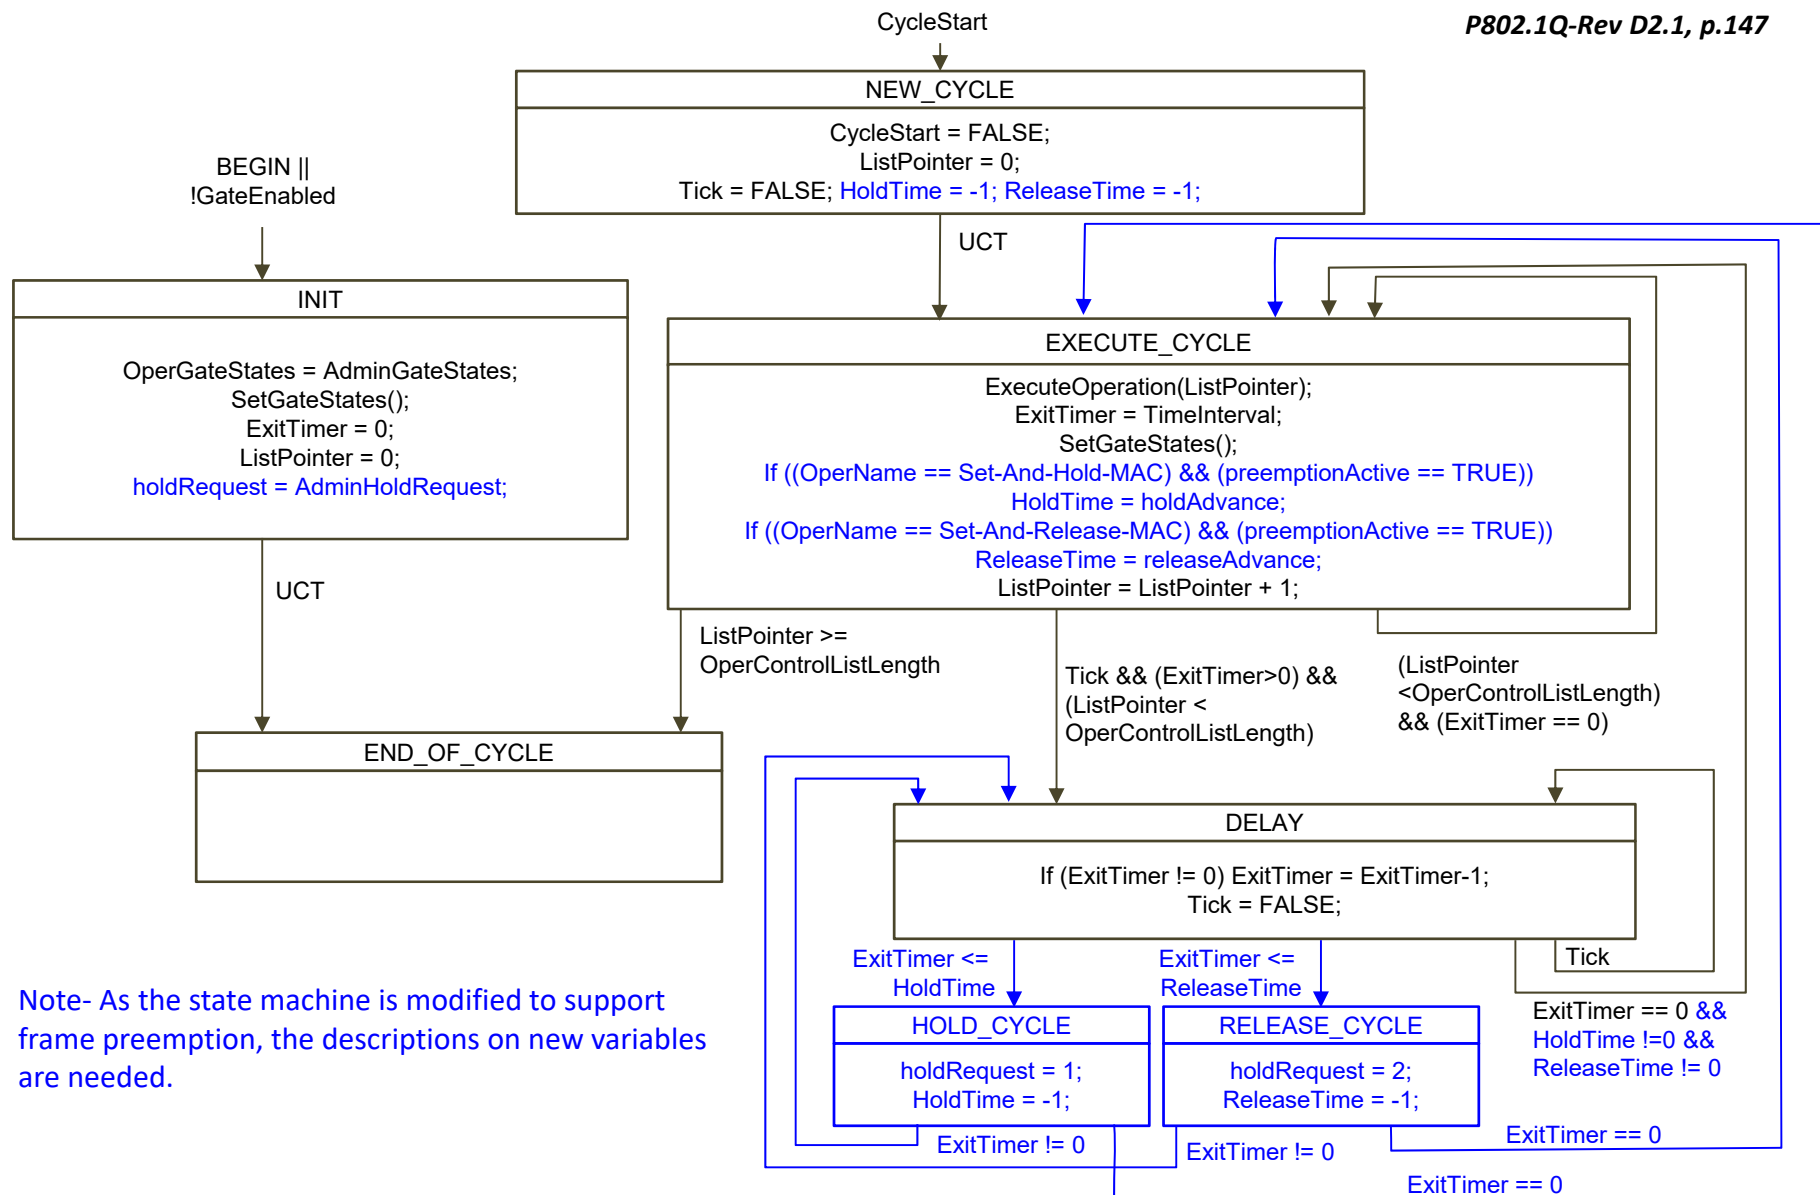 CycleStart
P802.1Q-Rev D2.1, p.147
NEW_CYCLE
CycleStart = FALSE;
ListPointer = 0;
Tick = FALSE; HoldTime = -1; ReleaseTime = -1;
BEGIN ||
!GateEnabled
UCT
INIT
OperGateStates = AdminGateStates;
SetGateStates();
ExitTimer = 0;
ListPointer = 0;
holdRequest = AdminHoldRequest;
EXECUTE_CYCLE
ExecuteOperation(ListPointer);
ExitTimer = TimeInterval;
SetGateStates();
If ((OperName == Set-And-Hold-MAC) && (preemptionActive == TRUE))
HoldTime = holdAdvance;
If ((OperName == Set-And-Release-MAC) && (preemptionActive == TRUE))
ReleaseTime = releaseAdvance;
ListPointer = ListPointer + 1;
UCT
ListPointer >=
OperControlListLength
Tick && (ExitTimer>0) &&
(ListPointer <
OperControlListLength)
(ListPointer
<OperControlListLength)
&& (ExitTimer == 0)
END_OF_CYCLE
DELAY
If (ExitTimer != 0) ExitTimer = ExitTimer-1;
Tick = FALSE;
ExitTimer <=
HoldTime
ExitTimer <=
ReleaseTime
Tick
ExitTimer == 0 &&
HoldTime !=0 &&
ReleaseTime != 0
Note- As the state machine is modified to support
frame preemption, the descriptions on new variables
are needed.
HOLD_CYCLE
holdRequest = 1;
HoldTime = -1;
RELEASE_CYCLE
holdRequest = 2;
ReleaseTime = -1;
ExitTimer != 0
ExitTimer != 0
ExitTimer == 0
ExitTimer == 0